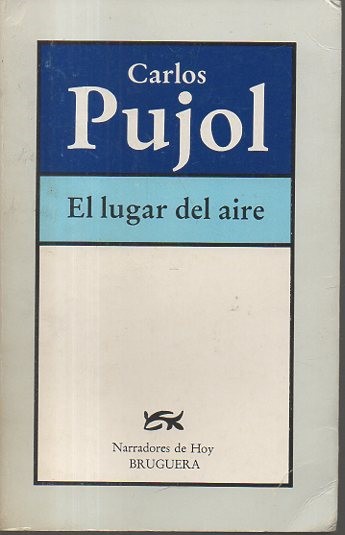 Carlos
Pujol
El lugar del aire
Narradores de Hoy
BRUGUERA